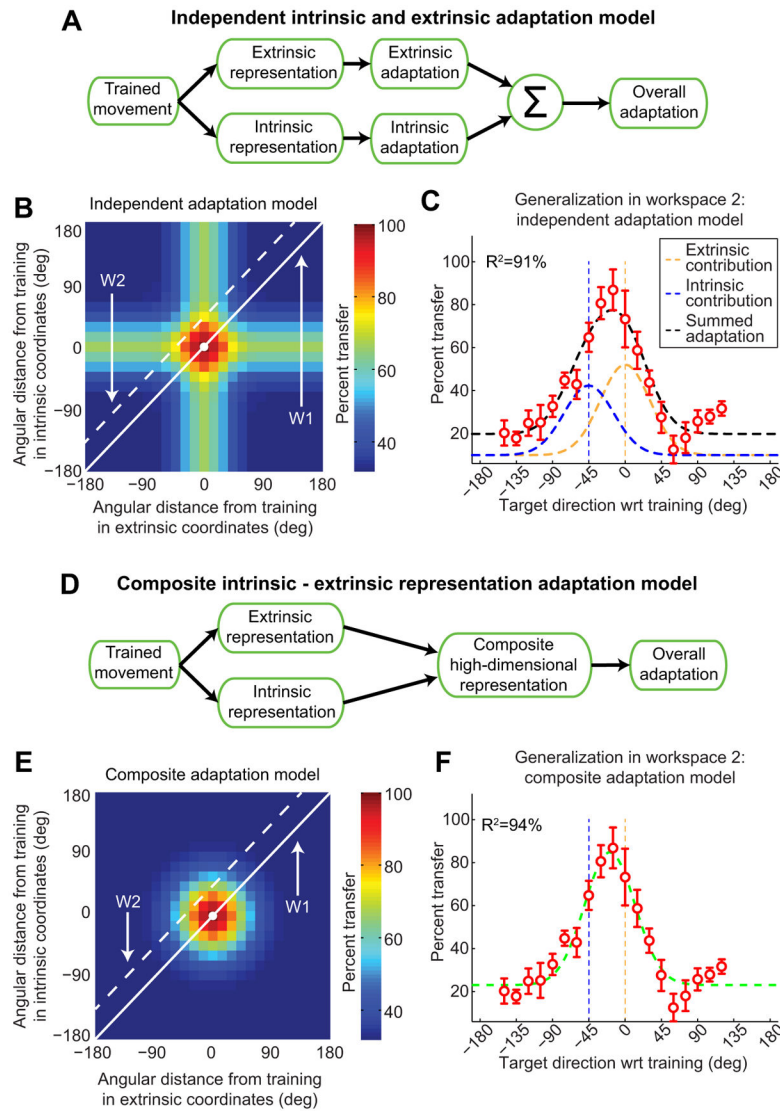 A
Independent intrinsic and extrinsic adaptation model
Trained
movement
Extrinsic
representation
Extrinsic
adaptation
Intrinsic
representation
Intrinsic
adaptation
Σ
Overall
adaptation
B
Independent adaptation model
Angular distance from training
in intrinsic coordinates (deg)
180
90
0
−90
−180
W2
W1
−180
−90
0
90
180
Angular distance from training
in extrinsic coordinates (deg)
100
80
60
40
Percent transfer
C
Generalization in workspace 2:
independent adaptation model
R²=91%
Extrinsic
contribution
Intrinsic
contribution
Summed
adaptation
Percent transfer
100
80
60
40
20
−180
−135
−90
−45
0
45
90
135
180
Target direction wrt training (deg)
D
Composite intrinsic - extrinsic representation adaptation model
Trained
movement
Extrinsic
representation
Intrinsic
representation
Composite
high-dimensional
representation
Overall
adaptation
E
Composite adaptation model
Angular distance from training
in intrinsic coordinates (deg)
180
90
0
−90
−180
W2
W1
−180
−90
0
90
180
Angular distance from training
in extrinsic coordinates (deg)
100
80
60
40
Percent transfer
F
Generalization in workspace 2:
composite adaptation model
R²=94%
Percent transfer
100
80
60
40
20
−180
−135
−90
−45
0
45
90
135
180
Target direction wrt training (deg)